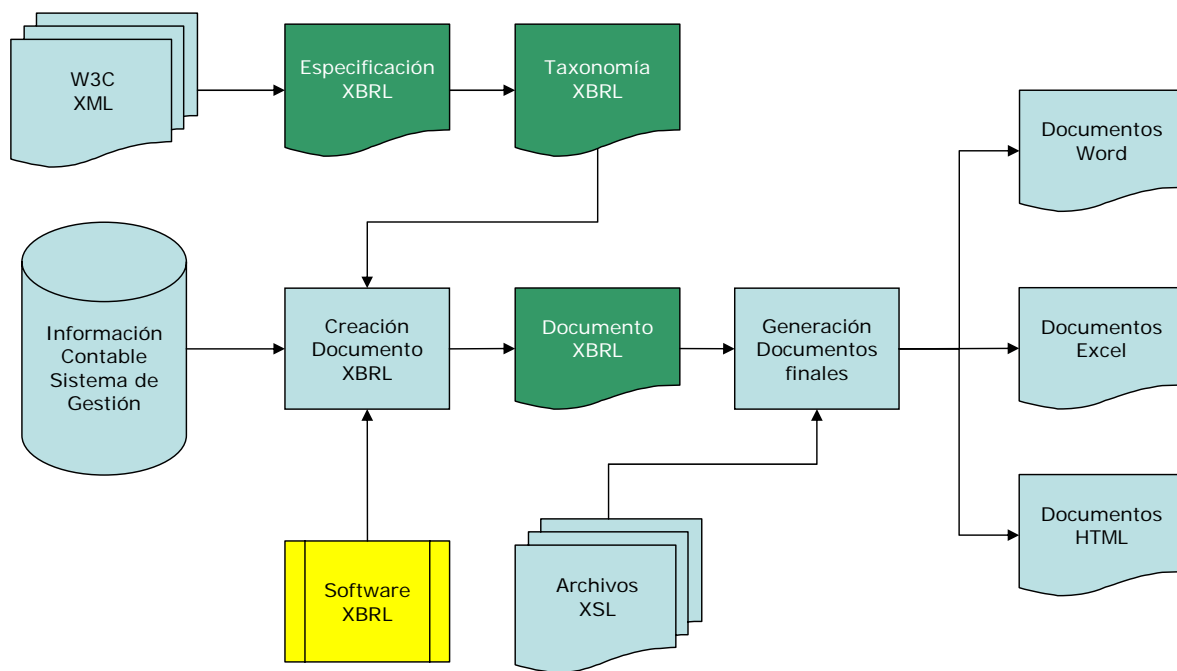 W3C
XML
Especificación
XBRL
Taxonomía
XBRL
Documentos
Word
Información
Contable
Sistema de
Gestión
Creación
Documento
XBRL
Documento
XBRL
Generación
Documentos
finales
Documentos
Excel
Software
XBRL
Archivos
XSL
Documentos
HTML